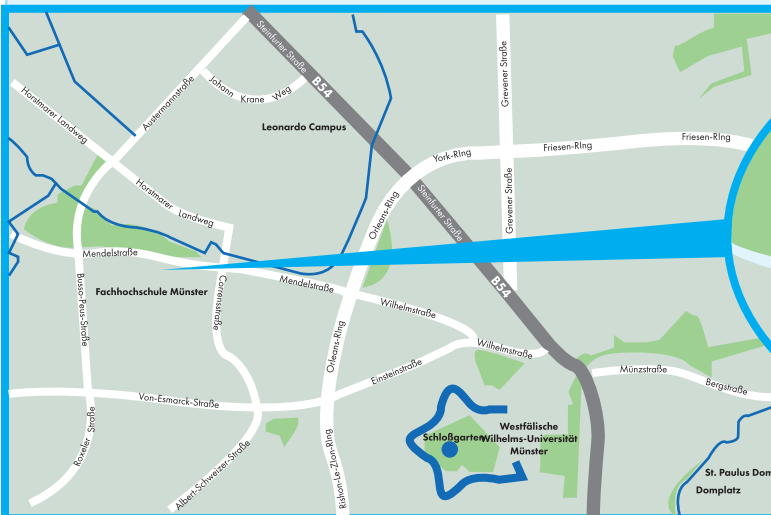 Steinfurter Straße
B54
Johann Krane Weg
Austermannstraße
Horstmarer Landweg
Leonardo Campus
Grevener Straße
York-RIng
Friesen-RIng
Friesen-RIng
Horstmarer Landweg
Orleans-RIng
Steinfurter Straße
Grevener Straße
Mendelstraße
Fachhochschule Münster
Busso-Peus-Straße
Corrensstraße
Mendelstraße
B54
Wilhelmstraße
Orleans-RIng
Wilhelmstraße
Einsteinstraße
Münzstraße
Bergstraße
Von-Esmarck-Straße
Roxeler Straße
Albert-Schweizer-Straße
Rishon-Le-Zion-RIng
Schloßgarten
Westfälische
Wilhelms-Universität
Münster
St. Paulus Dom
Domplatz